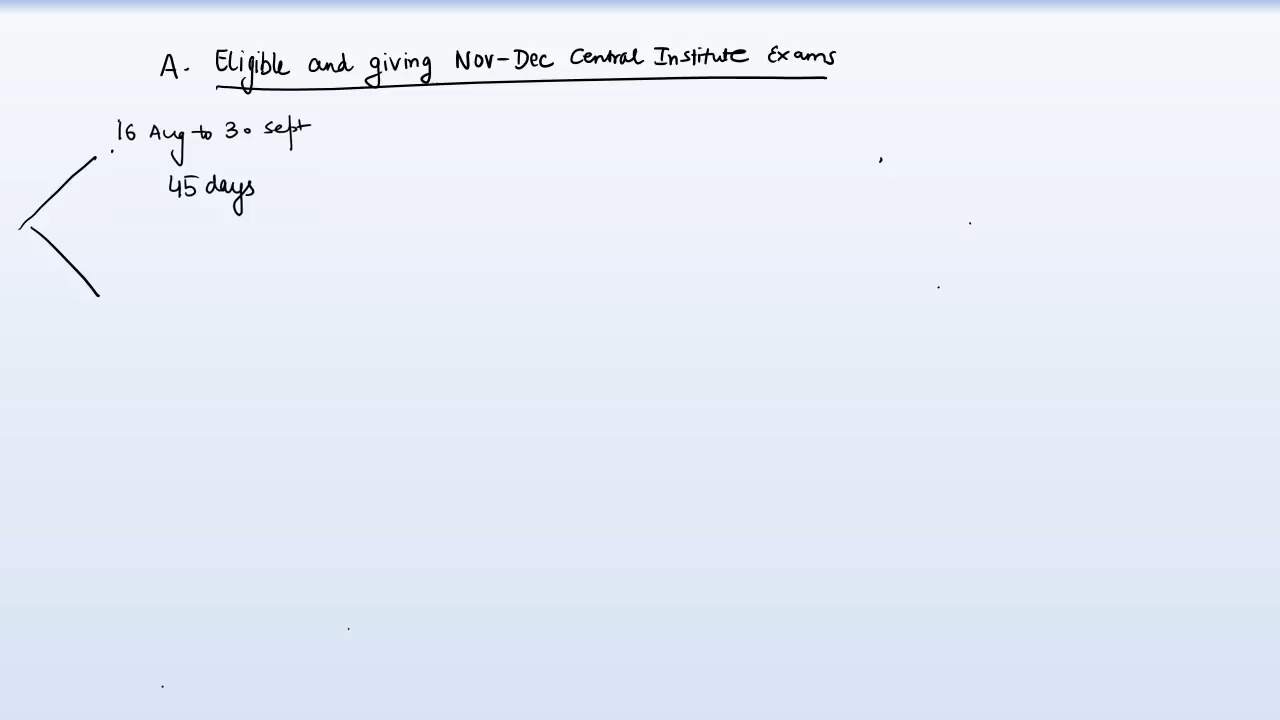 A. Eligible and giving Nov-Dec Central Institute Exams
16 Aug to 30 sept
45 days